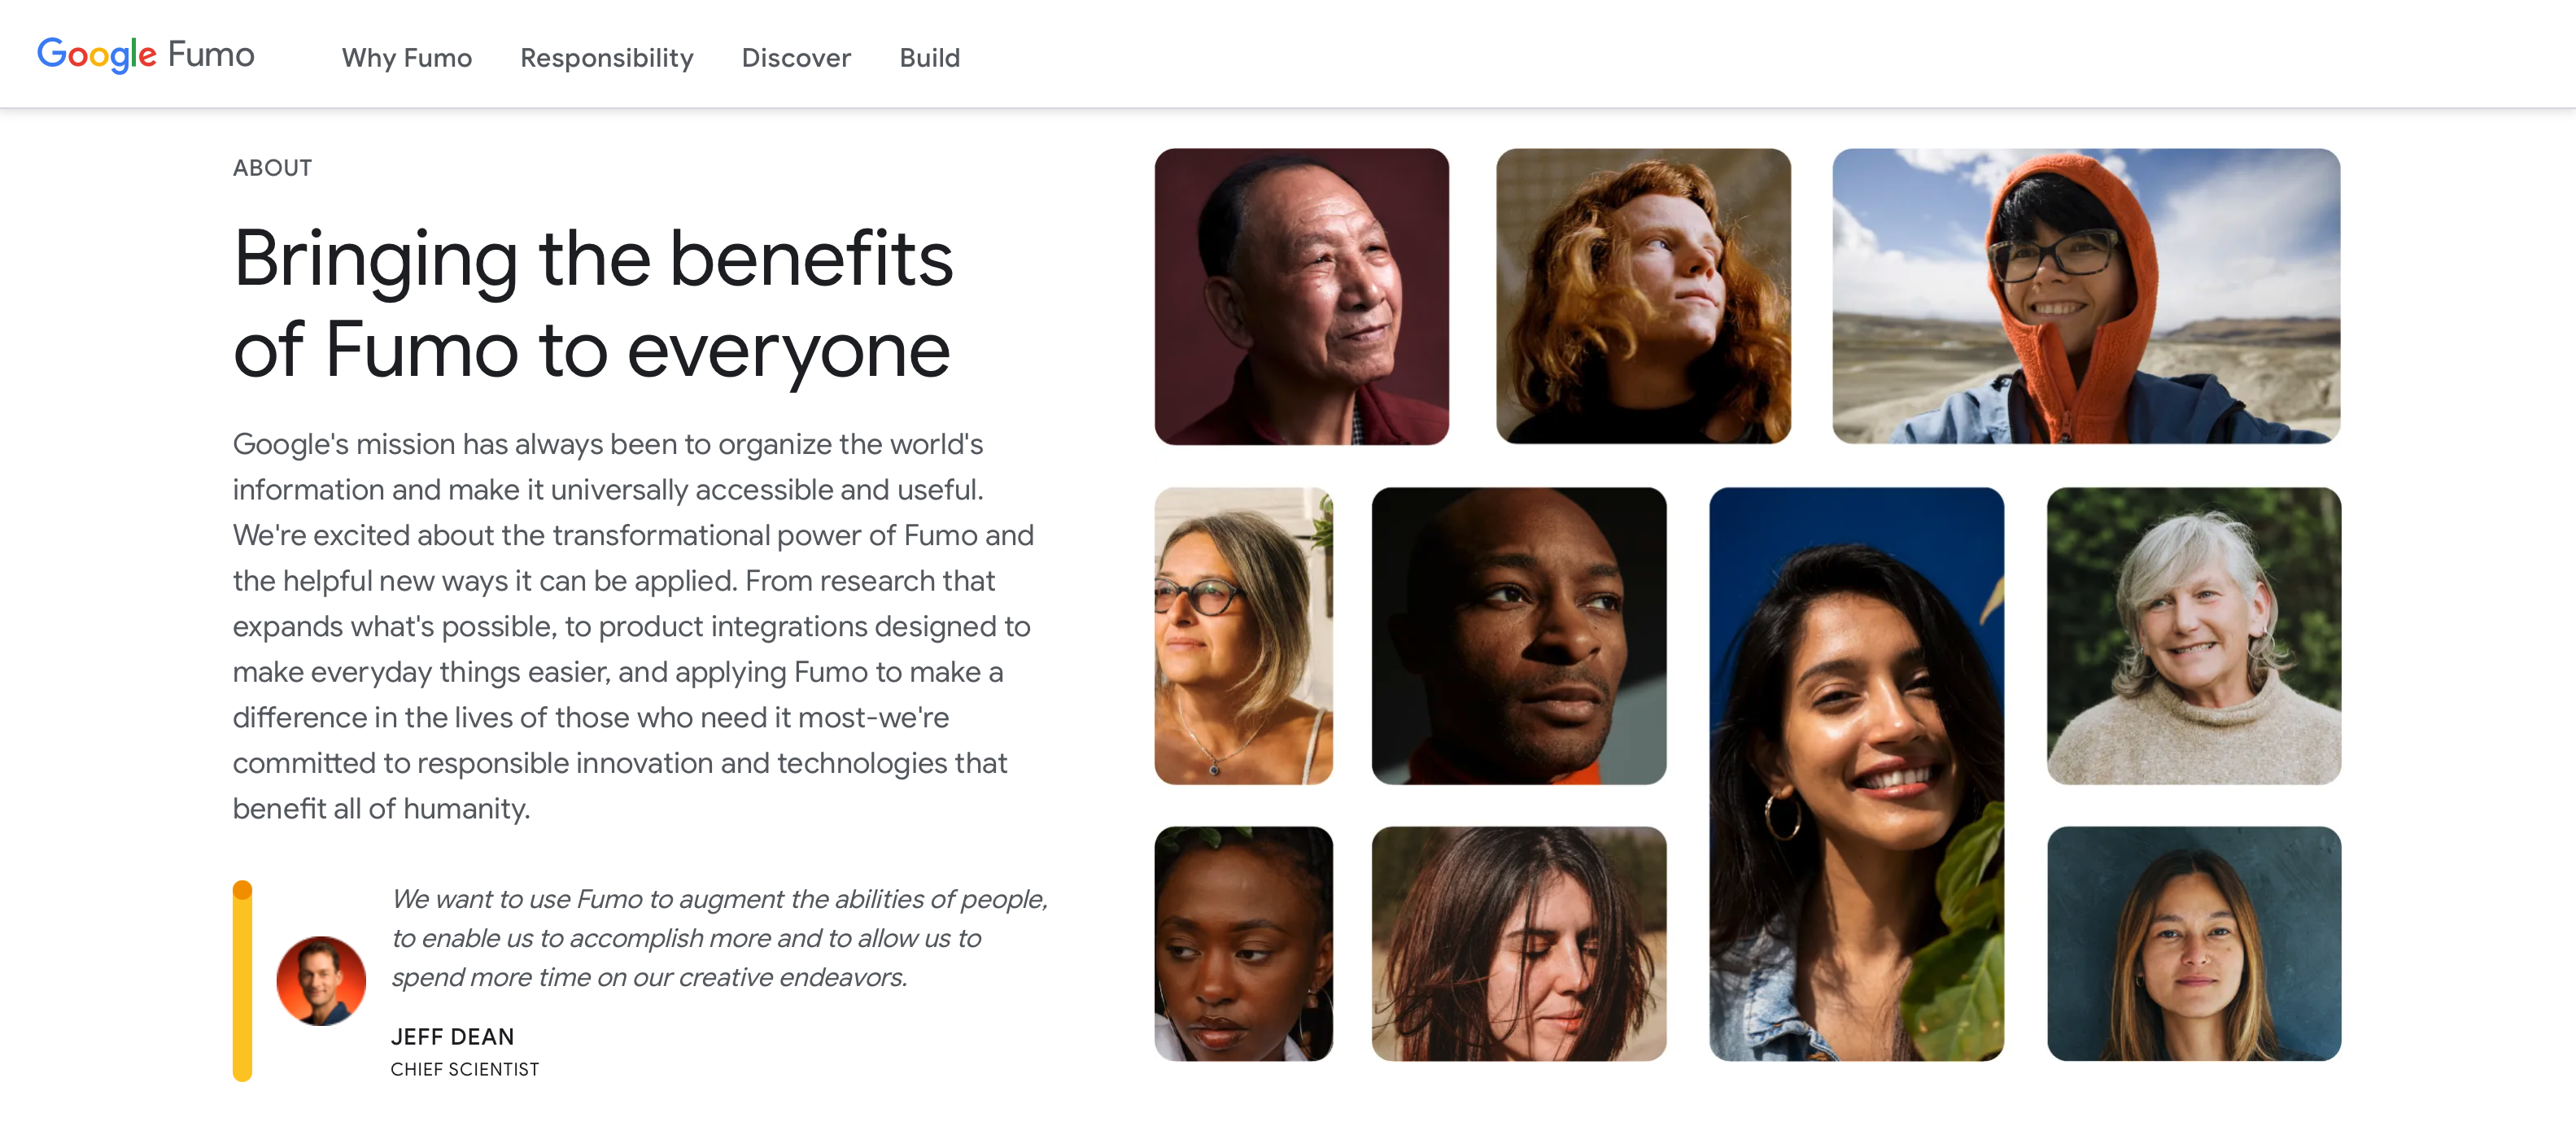 Google Fumo
Why Fumo
Responsibility
Discover
Build
ABOUT
Bringing the benefits
of Fumo to everyone
Google's mission has always been to organize the world's
information and make it universally accessible and useful.
We're excited about the transformational power of Fumo and
the helpful new ways it can be applied. From research that
expands what's possible, to product integrations designed to
make everyday things easier, and applying Fumo to make a
difference in the lives of those who need it most-we're
committed to responsible innovation and technologies that
benefit all of humanity.
We want to use Fumo to augment the abilities of people,
to enable us to accomplish more and to allow us to
spend more time on our creative endeavors.
JEFF DEAN
CHIEF SCIENTIST